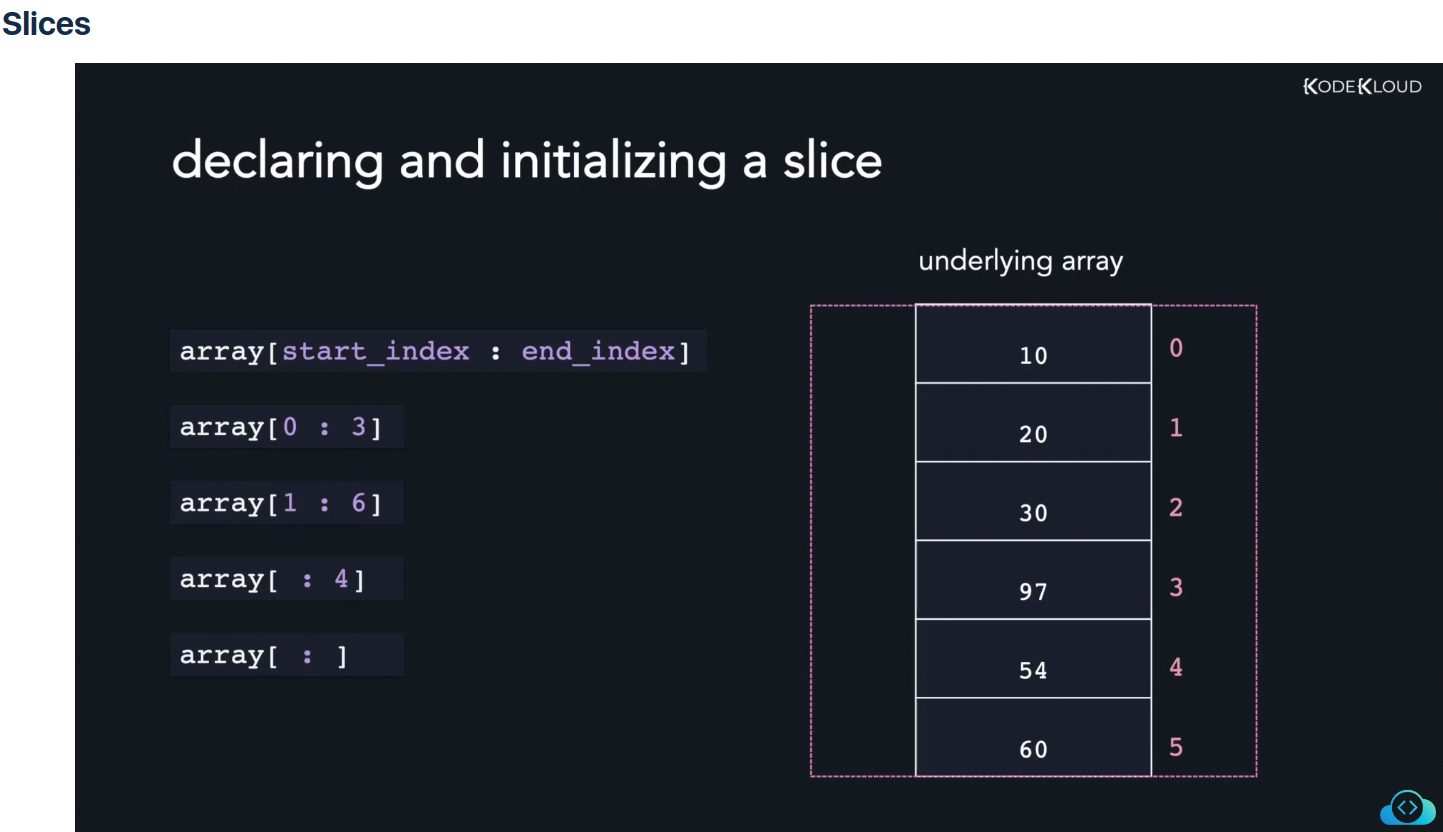 Slices
KODEKLOUD
declaring and initializing a slice
underlying array
array[start_index : end_index]
array[0 : 3]
array[1 : 6]
array[ : 4]
array[ : ]
10 0
20 1
30 2
97 3
54 4
60 5